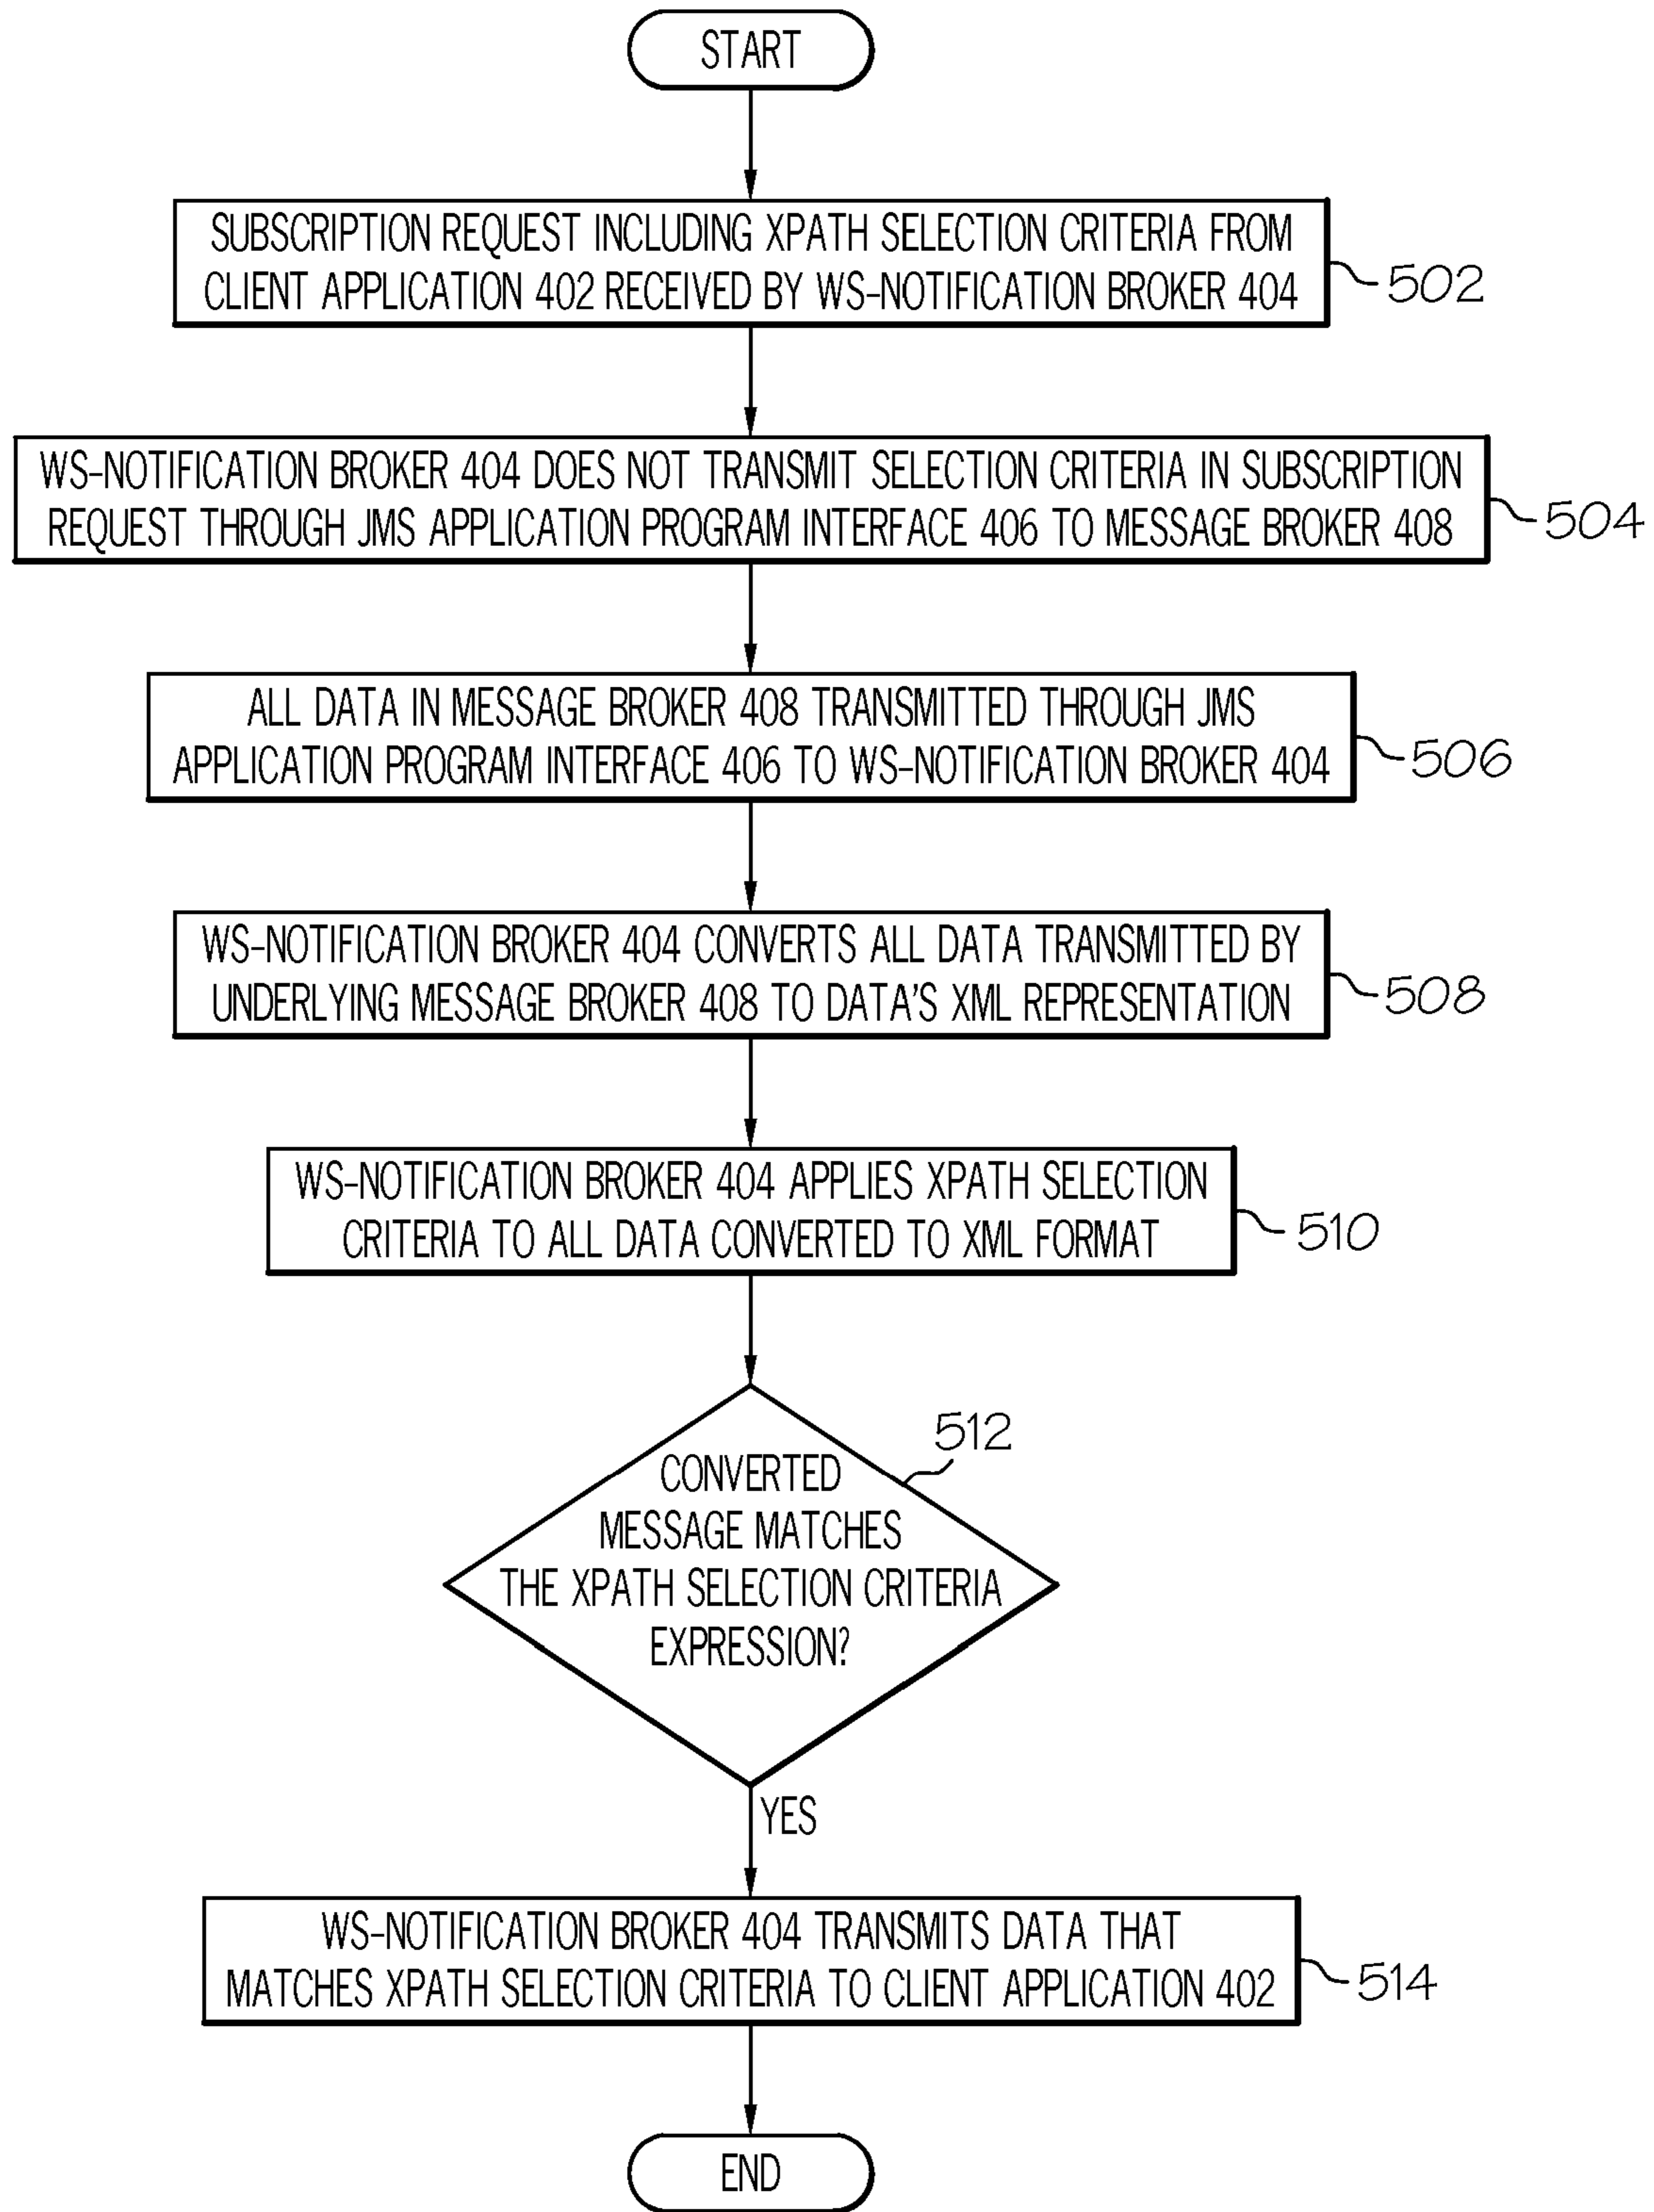 START
SUBSCRIPTION REQUEST INCLUDING XPATH SELECTION CRITERIA FROM
CLIENT APPLICATION 402 RECEIVED BY WS-NOTIFICATION BROKER 404
502
WS-NOTIFICATION BROKER 404 DOES NOT TRANSMIT SELECTION CRITERIA IN SUBSCRIPTION
REQUEST THROUGH JMS APPLICATION PROGRAM INTERFACE 406 TO MESSAGE BROKER 408
504
ALL DATA IN MESSAGE BROKER 408 TRANSMITTED THROUGH JMS
APPLICATION PROGRAM INTERFACE 406 TO WS-NOTIFICATION BROKER 404
506
WS-NOTIFICATION BROKER 404 CONVERTS ALL DATA TRANSMITTED BY
UNDERLYING MESSAGE BROKER 408 TO DATA'S XML REPRESENTATION
508
WS-NOTIFICATION BROKER 404 APPLIES XPATH SELECTION
CRITERIA TO ALL DATA CONVERTED TO XML FORMAT
510
512
CONVERTED
MESSAGE MATCHES
THE XPATH SELECTION CRITERIA
EXPRESSION?
YES
WS-NOTIFICATION BROKER 404 TRANSMITS DATA THAT
MATCHES XPATH SELECTION CRITERIA TO CLIENT APPLICATION 402
514
END